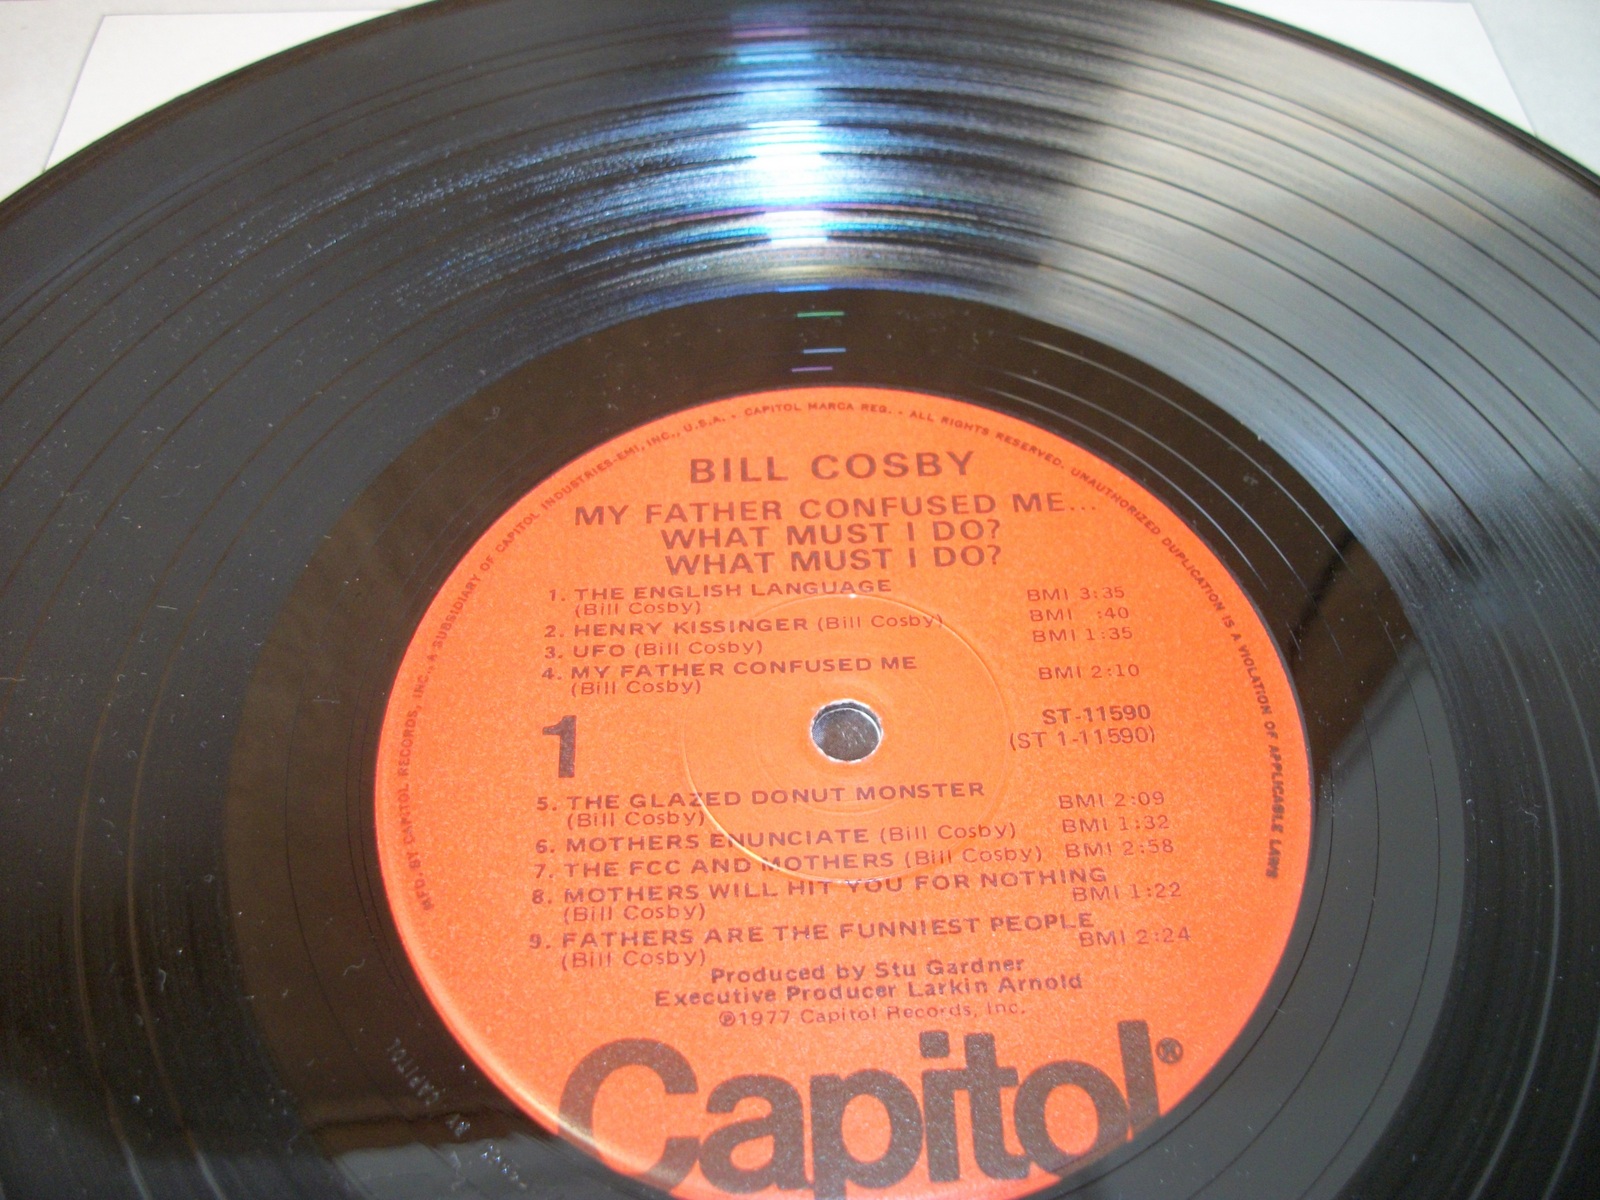 MFD. BY CAPITOL RECORDS, INC., A SUBSIDIARY OF CAPITOL INDUSTRIES-EMI, INC., U.S.A. • CAPITOL MARCA REG. • ALL RIGHTS RESERVED. UNAUTHORIZED DUPLICATION IS A VIOLATION OF APPLICABLE LAWS
BILL COSBY
MY FATHER CONFUSED ME...
WHAT MUST I DO?
WHAT MUST I DO?
1. THE ENGLISH LANGUAGE BMI 3:35
(Bill Cosby)
2. HENRY KISSINGER (Bill Cosby) BMI :40
3. UFO (Bill Cosby) BMI 1:35
4. MY FATHER CONFUSED ME BMI 2:10
(Bill Cosby)
1
ST-11590
(ST 1-11590)
5. THE GLAZED DONUT MONSTER BMI 2:09
(Bill Cosby)
6. MOTHERS ENUNCIATE (Bill Cosby) BMI 1:32
7. THE FCC AND MOTHERS (Bill Cosby) BMI 2:58
8. MOTHERS WILL HIT YOU FOR NOTHING BMI 1:22
(Bill Cosby)
9. FATHERS ARE THE FUNNIEST PEOPLE BMI 2:24
(Bill Cosby)
Produced by Stu Gardner
Executive Producer Larkin Arnold
℗1977 Capitol Records, Inc.
Capitol®
BY CAPITOL